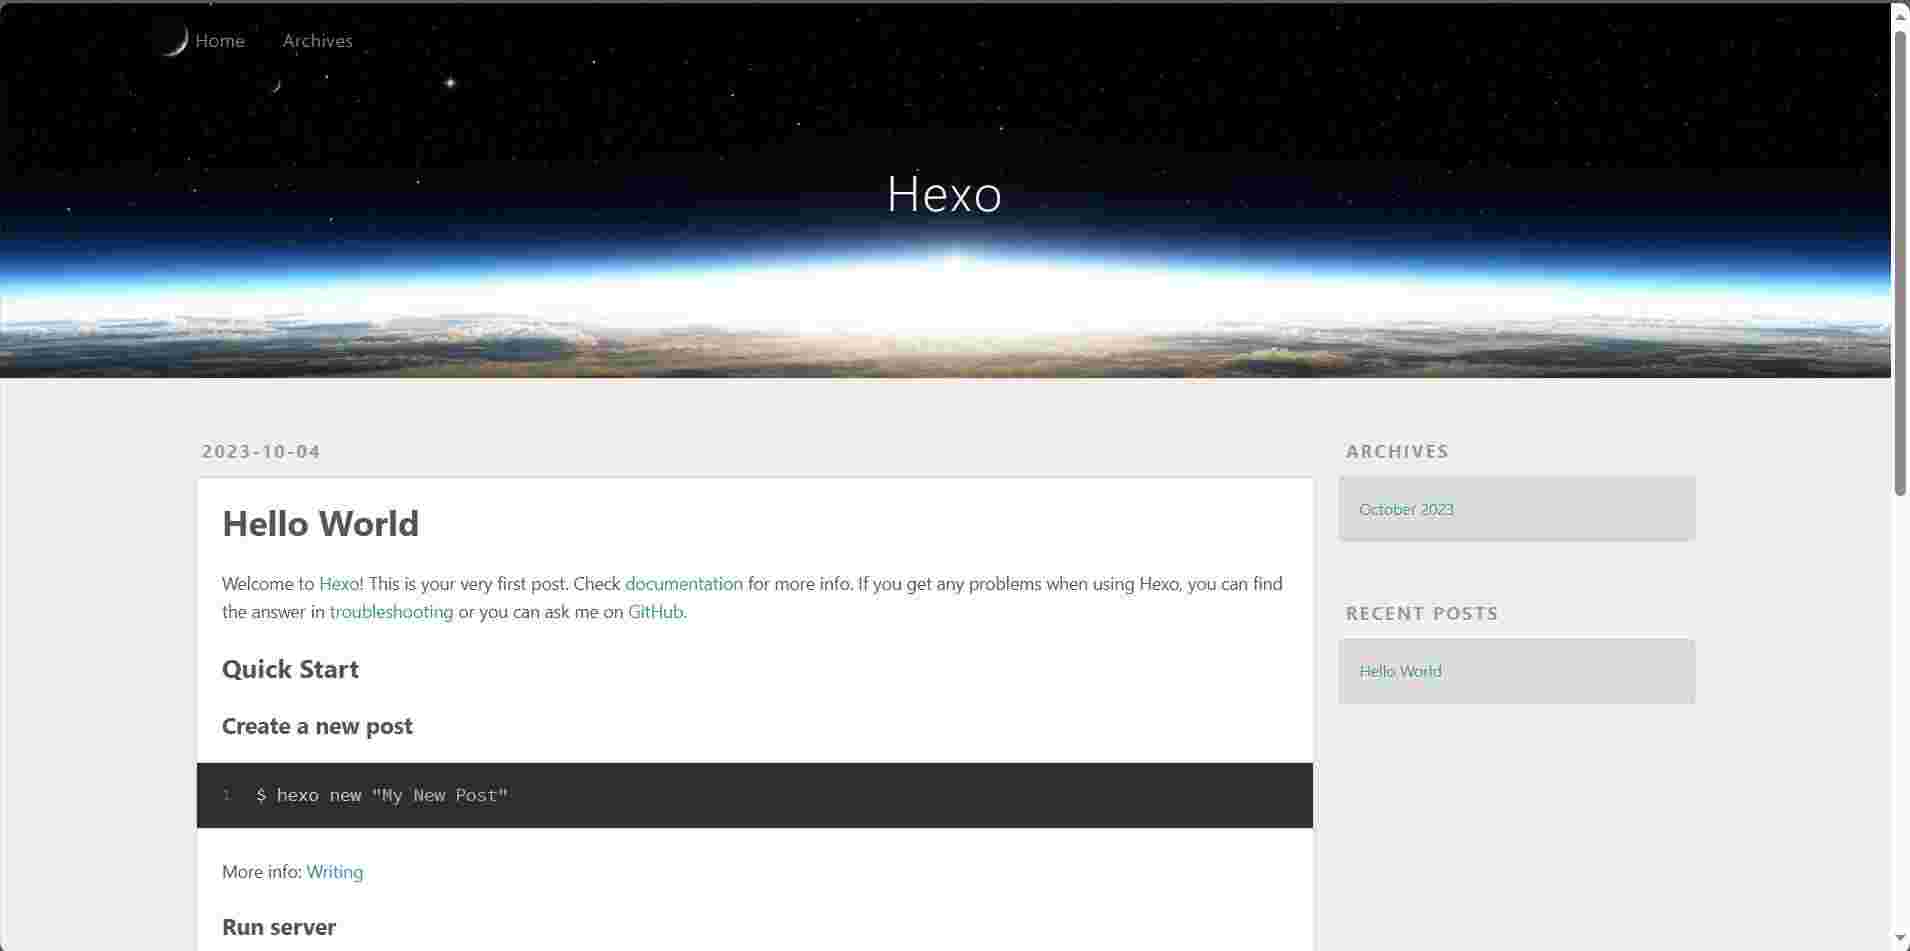 Home Archives
Hexo
2023-10-04
Hello World
Welcome to Hexo! This is your very first post. Check documentation for more info. If you get any problems when using Hexo, you can find
the answer in troubleshooting or you can ask me on GitHub.
Quick Start
Create a new post
1 $ hexo new "My New Post"
More info: Writing
Run server
ARCHIVES
October 2023
RECENT POSTS
Hello World